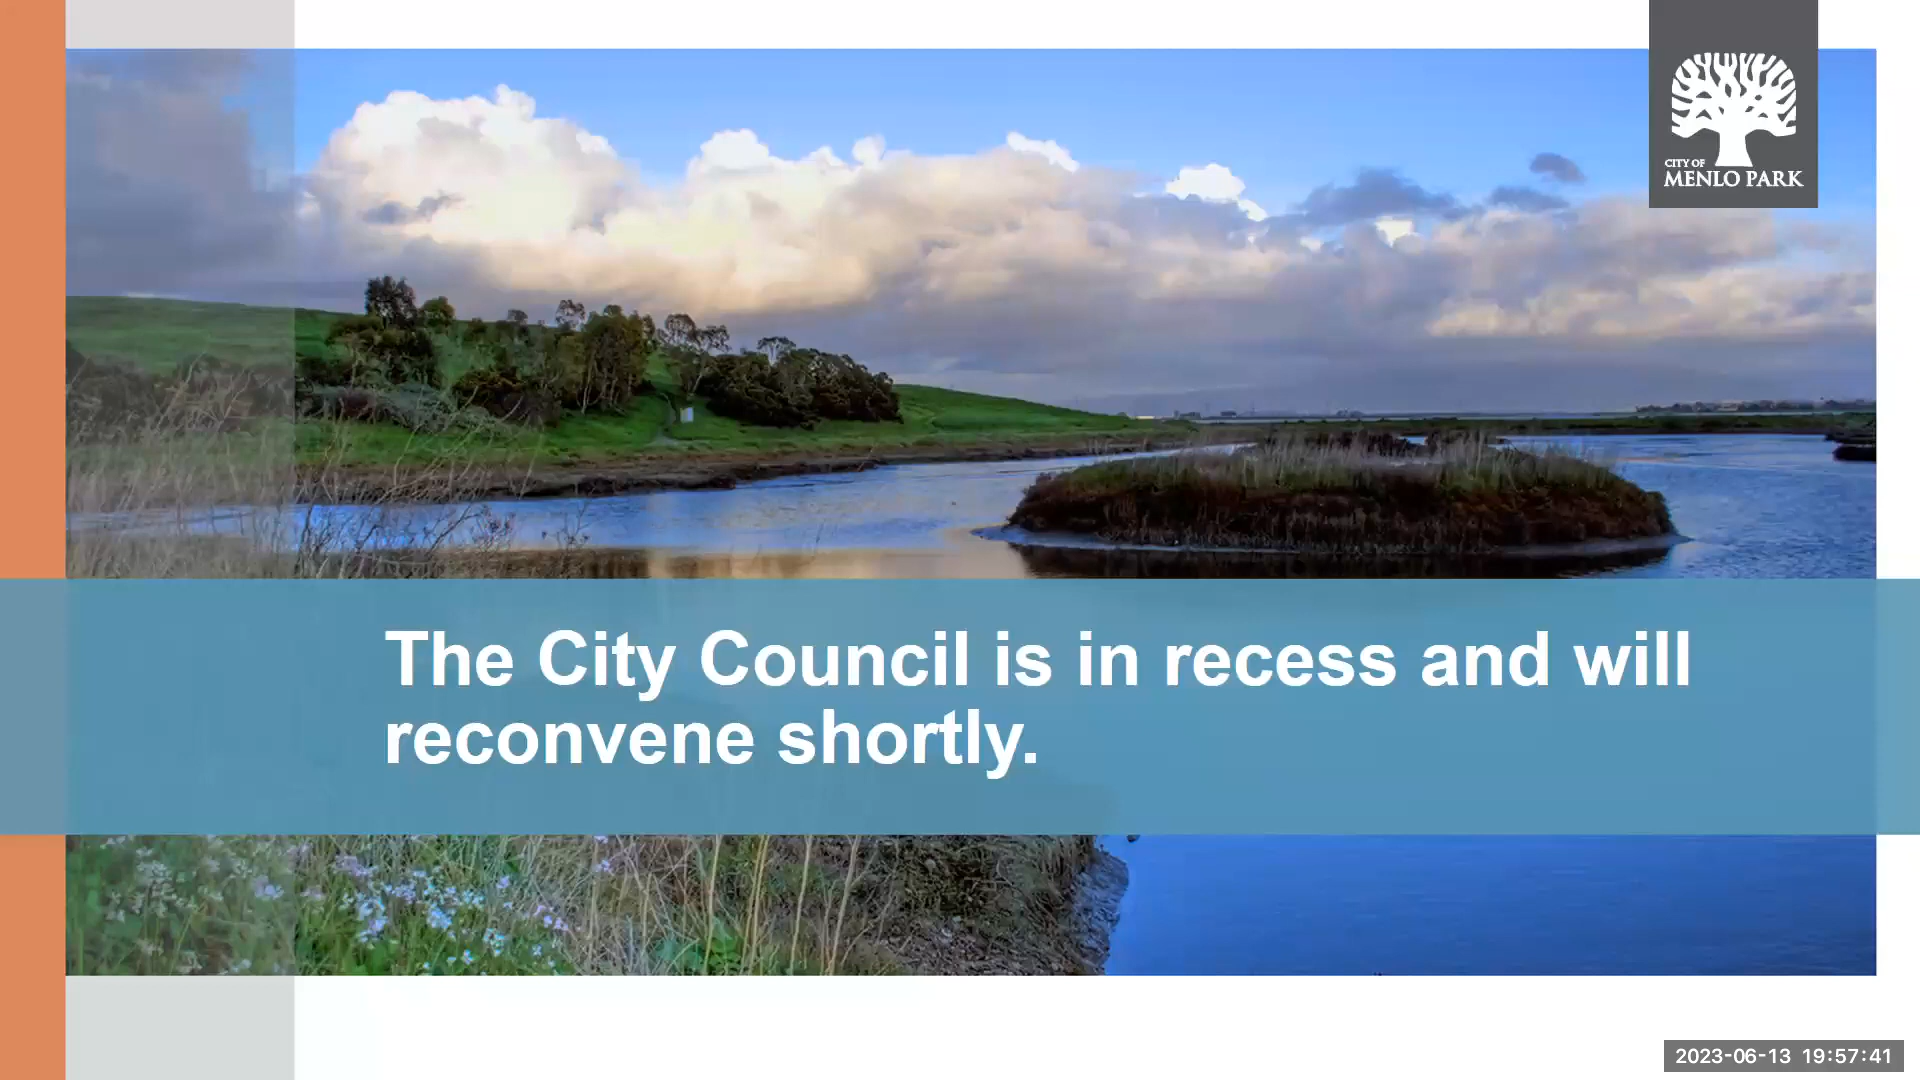 CITY OF
MENLO PARK
The City Council is in recess and will
reconvene shortly.
2023-06-13 19:57:41